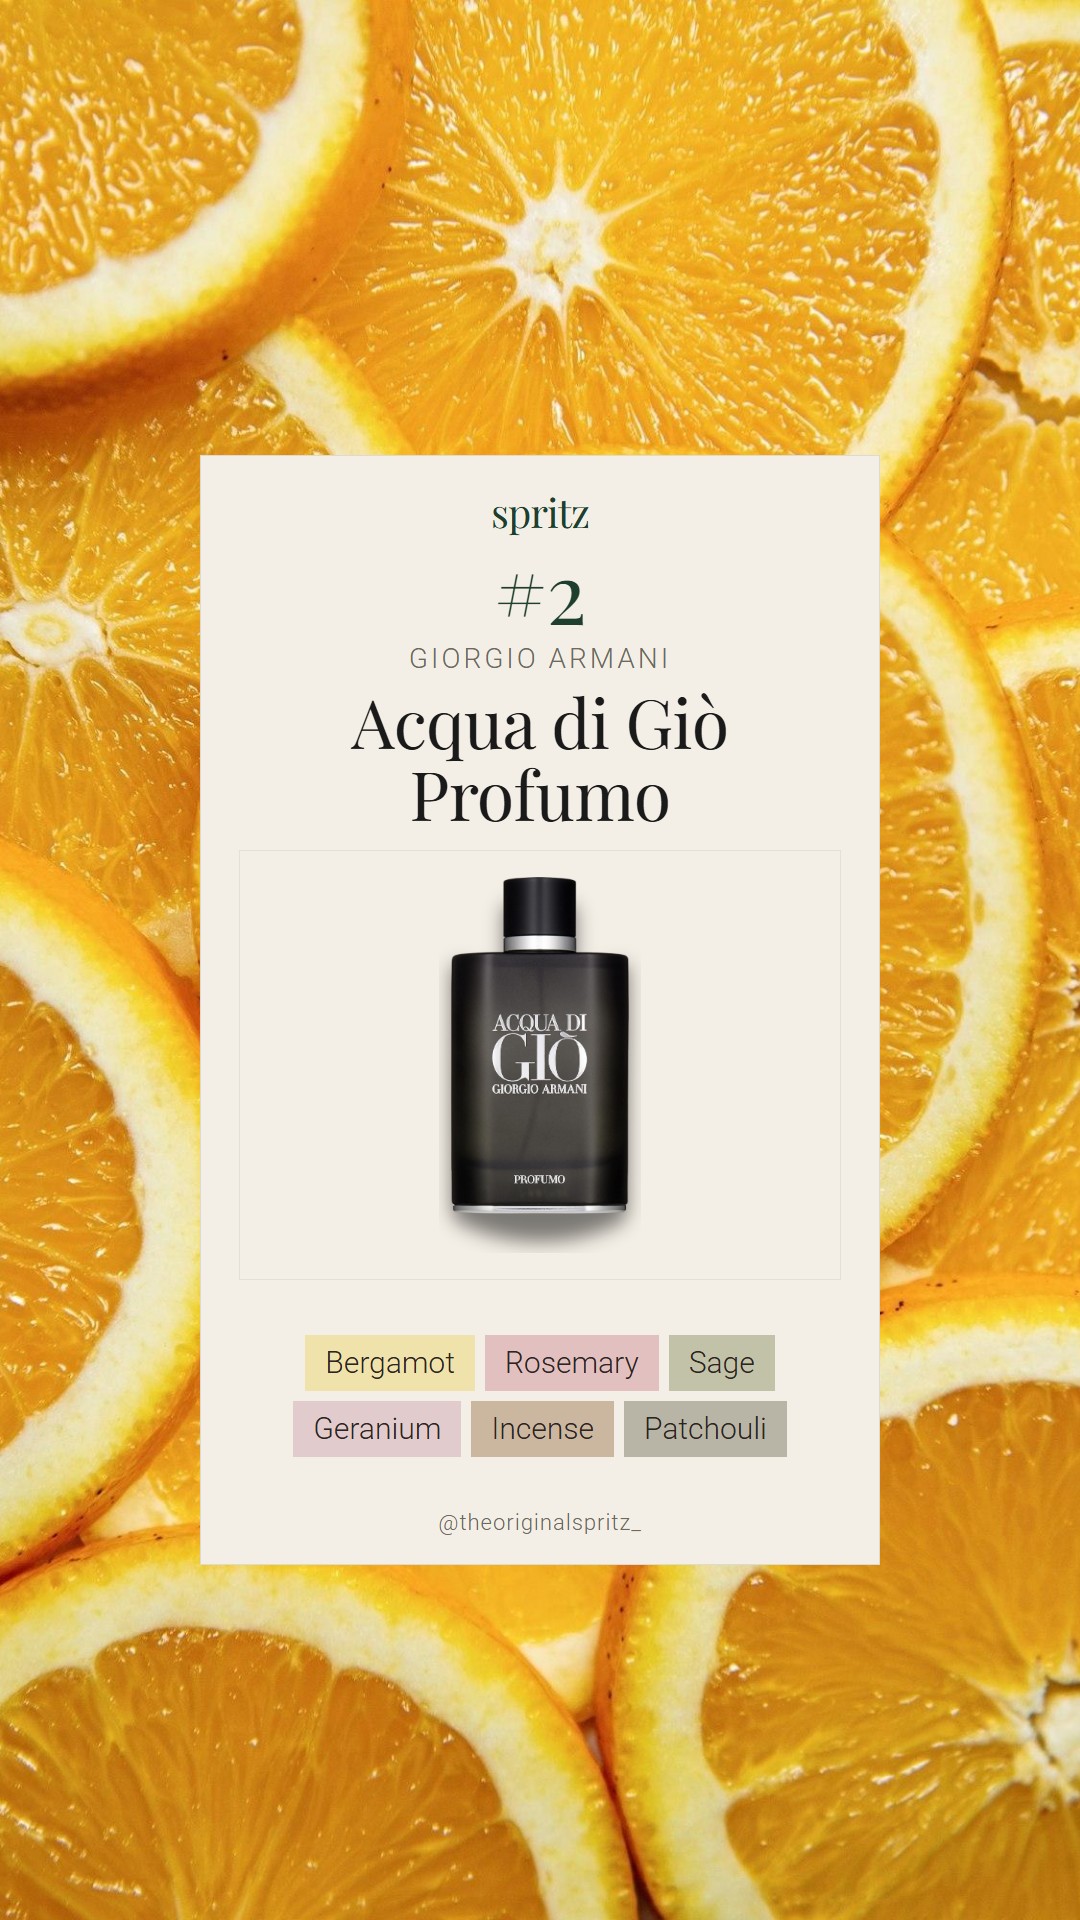 spritz
#2
GIORGIO ARMANI
Acqua di Giò
Profumo
ACQUA DI
GIÒ
GIORGIO ARMANI
PROFUMO
Bergamot Rosemary Sage
Geranium Incense Patchouli
@theoriginalspritz_